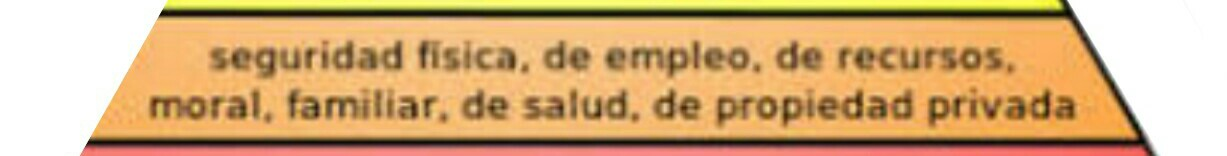 seguridad física, de empleo, de recursos,
moral, familiar, de salud, de propiedad privada